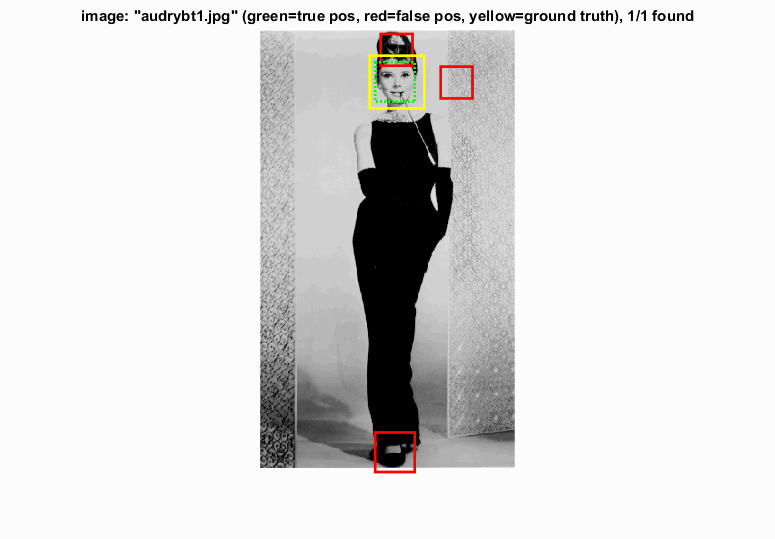 image: "audrybt1.jpg" (green=true pos, red=false pos, yellow=ground truth), 1/1 found